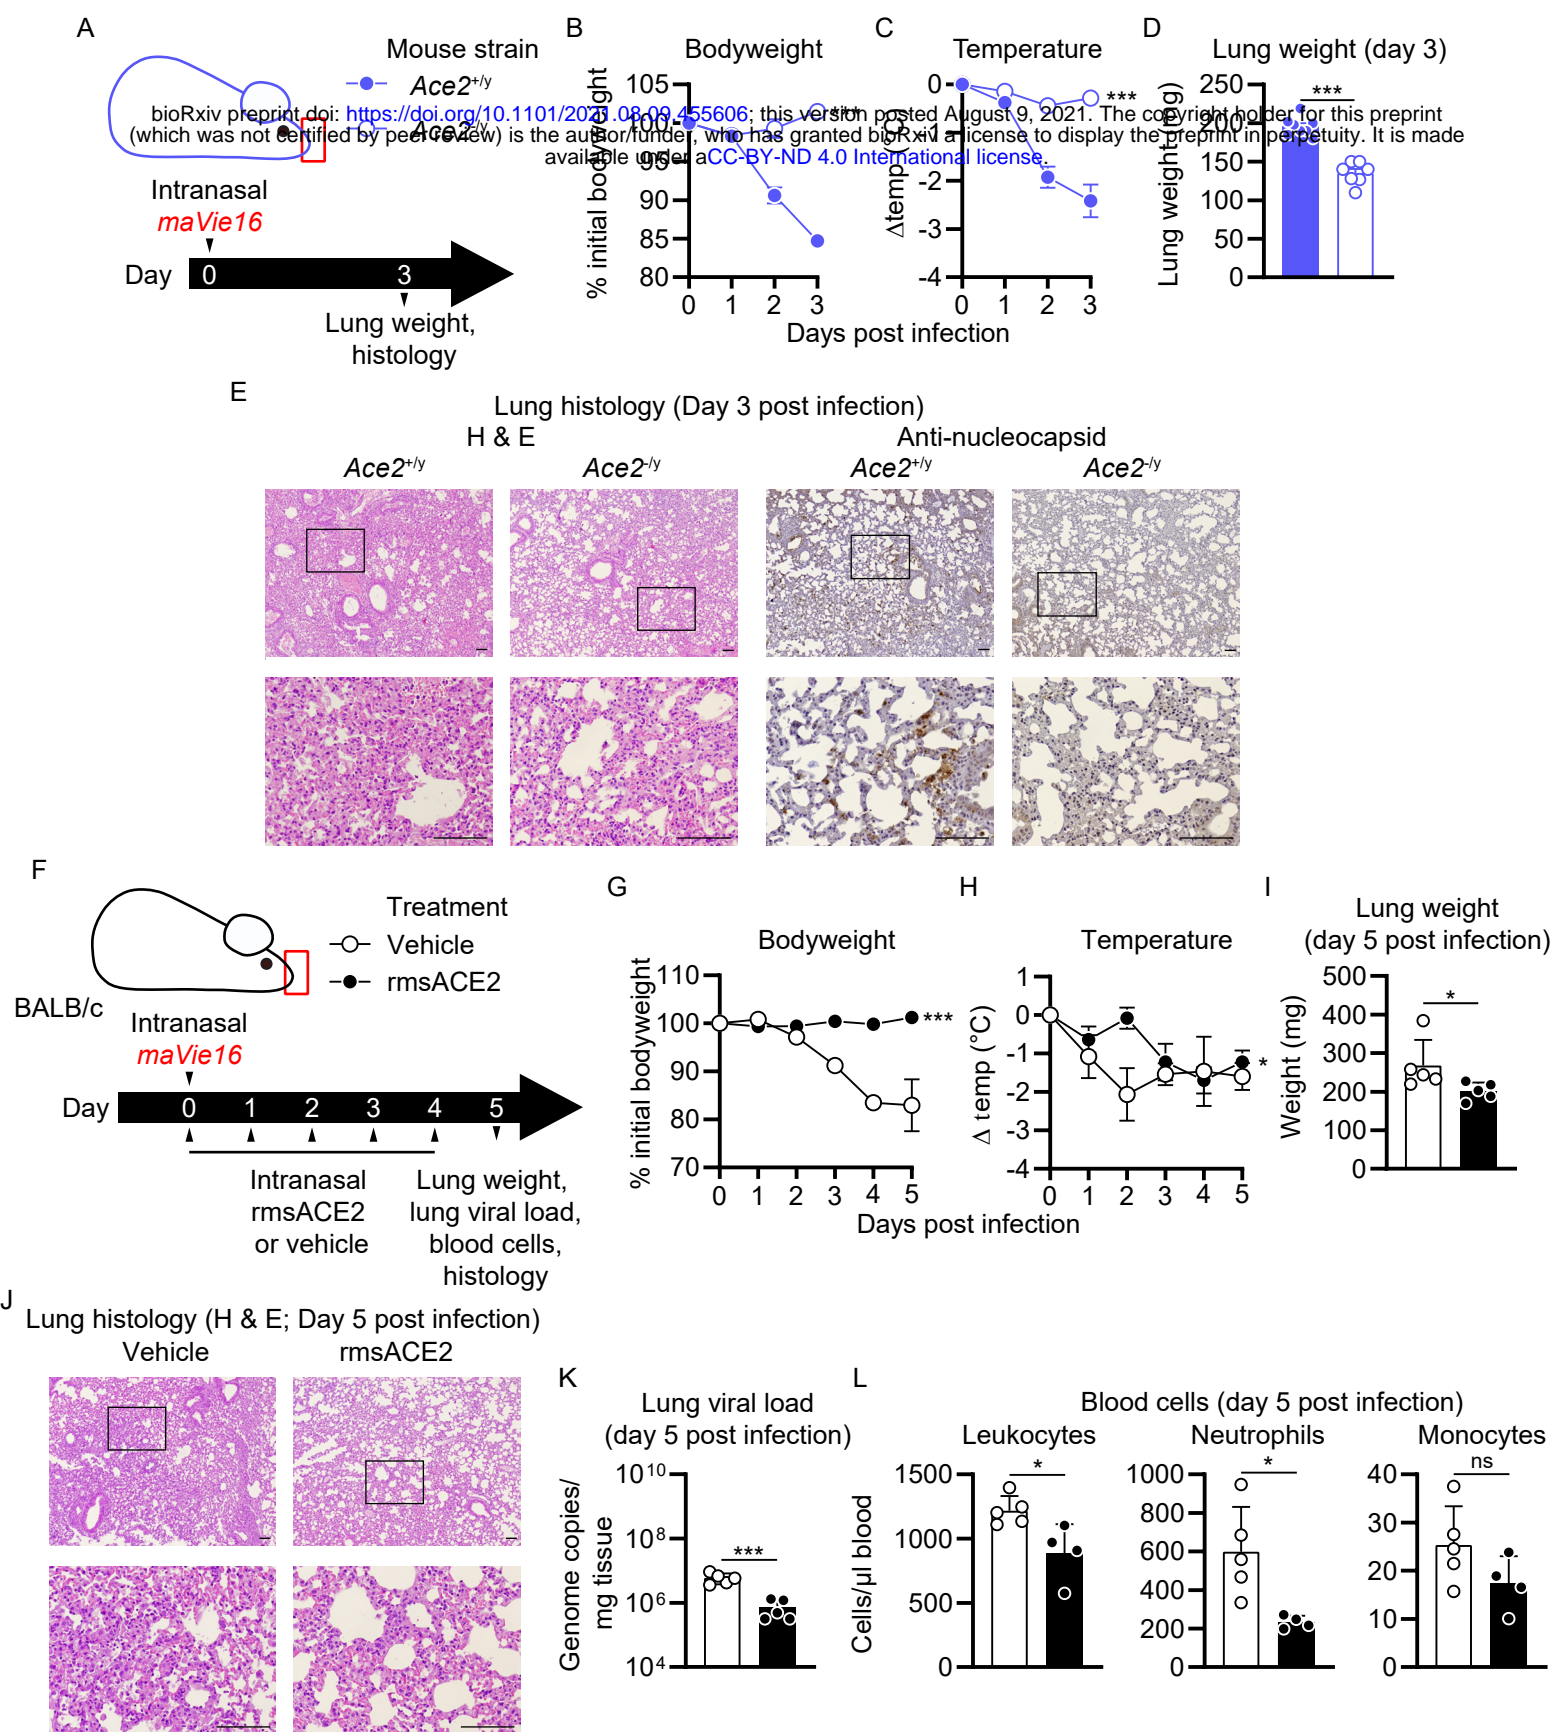 A
Mouse strain
Ace2+/y
Ace2-/y
Intranasal
maVie16
Day
0
3
Lung weight,
histology
B
Bodyweight
% initial bodyweight
105
100
95
90
85
80
0 1 2 3
***
C
Temperature
Δtemp (°C)
0
-1
-2
-3
-4
0 1 2 3
***
Days post infection
D
Lung weight (day 3)
Lung weight (mg)
250
200
150
100
50
0
***
bioRxiv preprint doi: https://doi.org/10.1101/2021.08.09.455606; this version posted August 9, 2021. The copyright holder for this preprint
(which was not certified by peer review) is the author/funder, who has granted bioRxiv a license to display the preprint in perpetuity. It is made
available under aCC-BY-ND 4.0 International license.
E
Lung histology (Day 3 post infection)
H & E
Anti-nucleocapsid
Ace2+/y
Ace2-/y
Ace2+/y
Ace2-/y
F
Treatment
Vehicle
rmsACE2
BALB/c
Intranasal
maVie16
Day
0 1 2 3 4 5
Intranasal
rmsACE2
or vehicle
Lung weight,
lung viral load,
blood cells,
histology
G
Bodyweight
% initial bodyweight
110
100
90
80
70
0 1 2 3 4 5
***
H
Temperature
Δ temp (°C)
1
0
-1
-2
-3
-4
0 1 2 3 4 5
*
Days post infection
I
Lung weight
(day 5 post infection)
Weight (mg)
500
400
300
200
100
0
*
J
Lung histology (H & E; Day 5 post infection)
Vehicle
rmsACE2
K
Lung viral load
(day 5 post infection)
Genome copies/
mg tissue
10^10
10^8
10^6
10^4
***
L
Blood cells (day 5 post infection)
Leukocytes
Cells/µl blood
1500
1000
500
0
*
Neutrophils
1000
800
600
400
200
0
*
Monocytes
40
30
20
10
0
ns